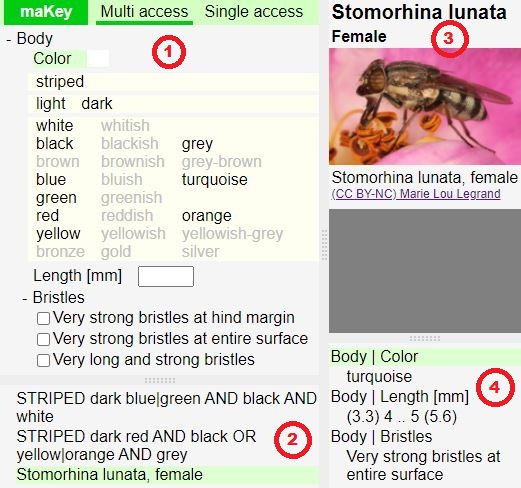 maKey Multi access Single access
- Body
Color
striped
light dark
white whitish
black blackish grey
brown brownish grey-brown
blue bluish turquoise
green greenish
red reddish orange
yellow yellowish yellowish-grey
bronze gold silver
Length [mm]
- Bristles
Very strong bristles at hind margin
Very strong bristles at entire surface
Very long and strong bristles
1
STRIPED dark blue|green AND black AND
white
STRIPED dark red AND black OR
yellow|orange AND grey
Stomorhina lunata, female
2
Stomorhina lunata
Female
3
Stomorhina lunata, female
(CC BY-NC) Marie Lou Legrand
Body | Color
turquoise
Body | Length [mm]
(3.3) 4 .. 5 (5.6)
Body | Bristles
Very strong bristles at
entire surface
4